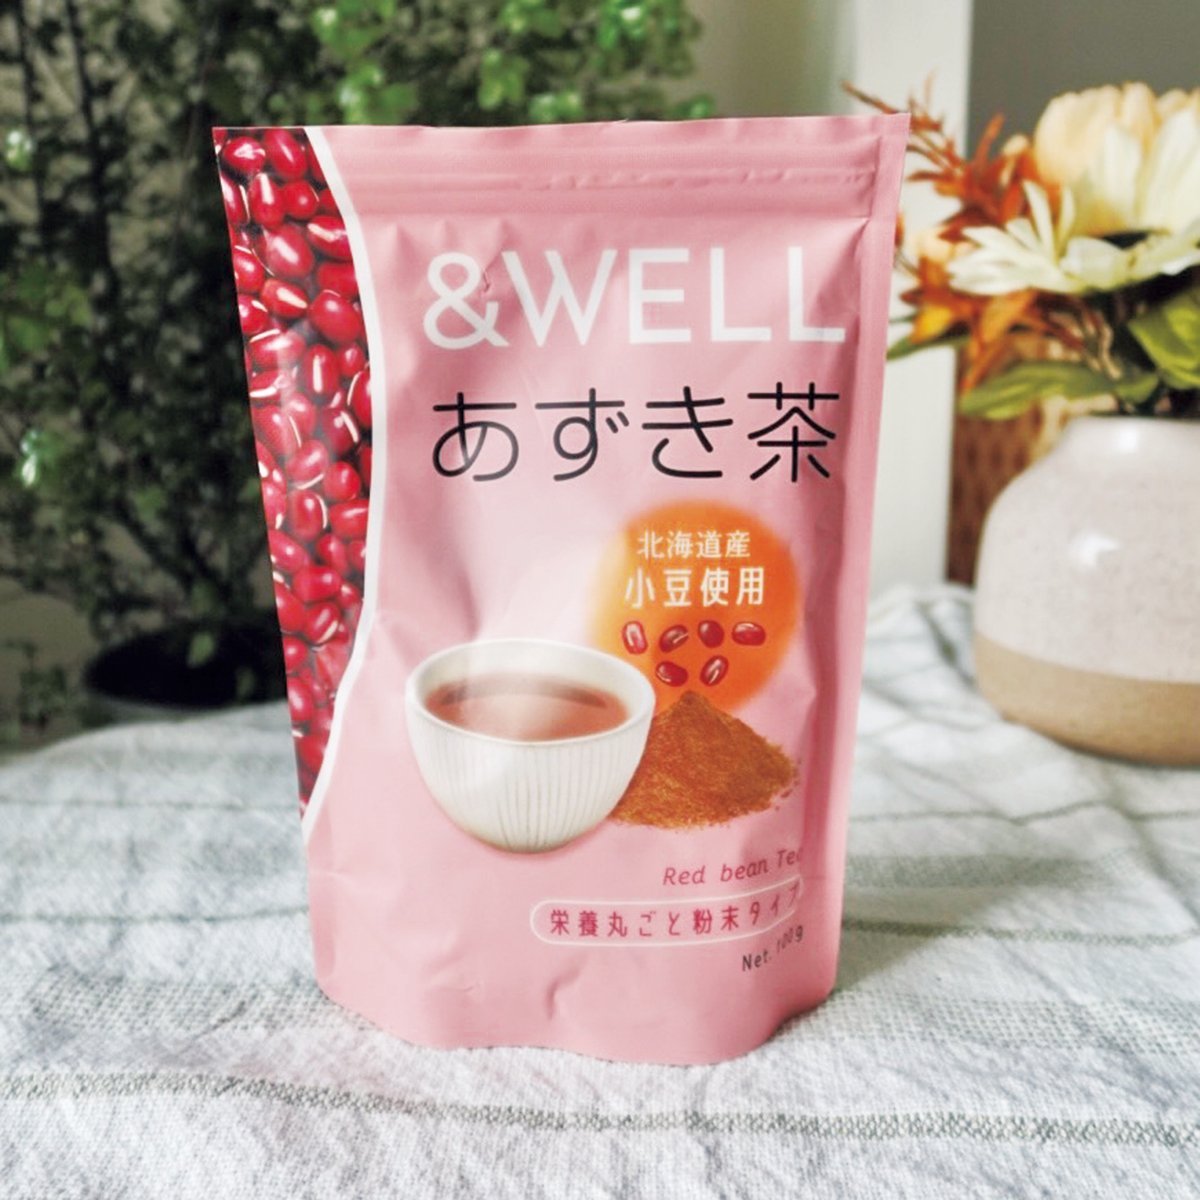 &WELL
あずき茶
北海道産
小豆使用
Red bean Tea
栄養丸ごと粉末タイプ
Net. 100g